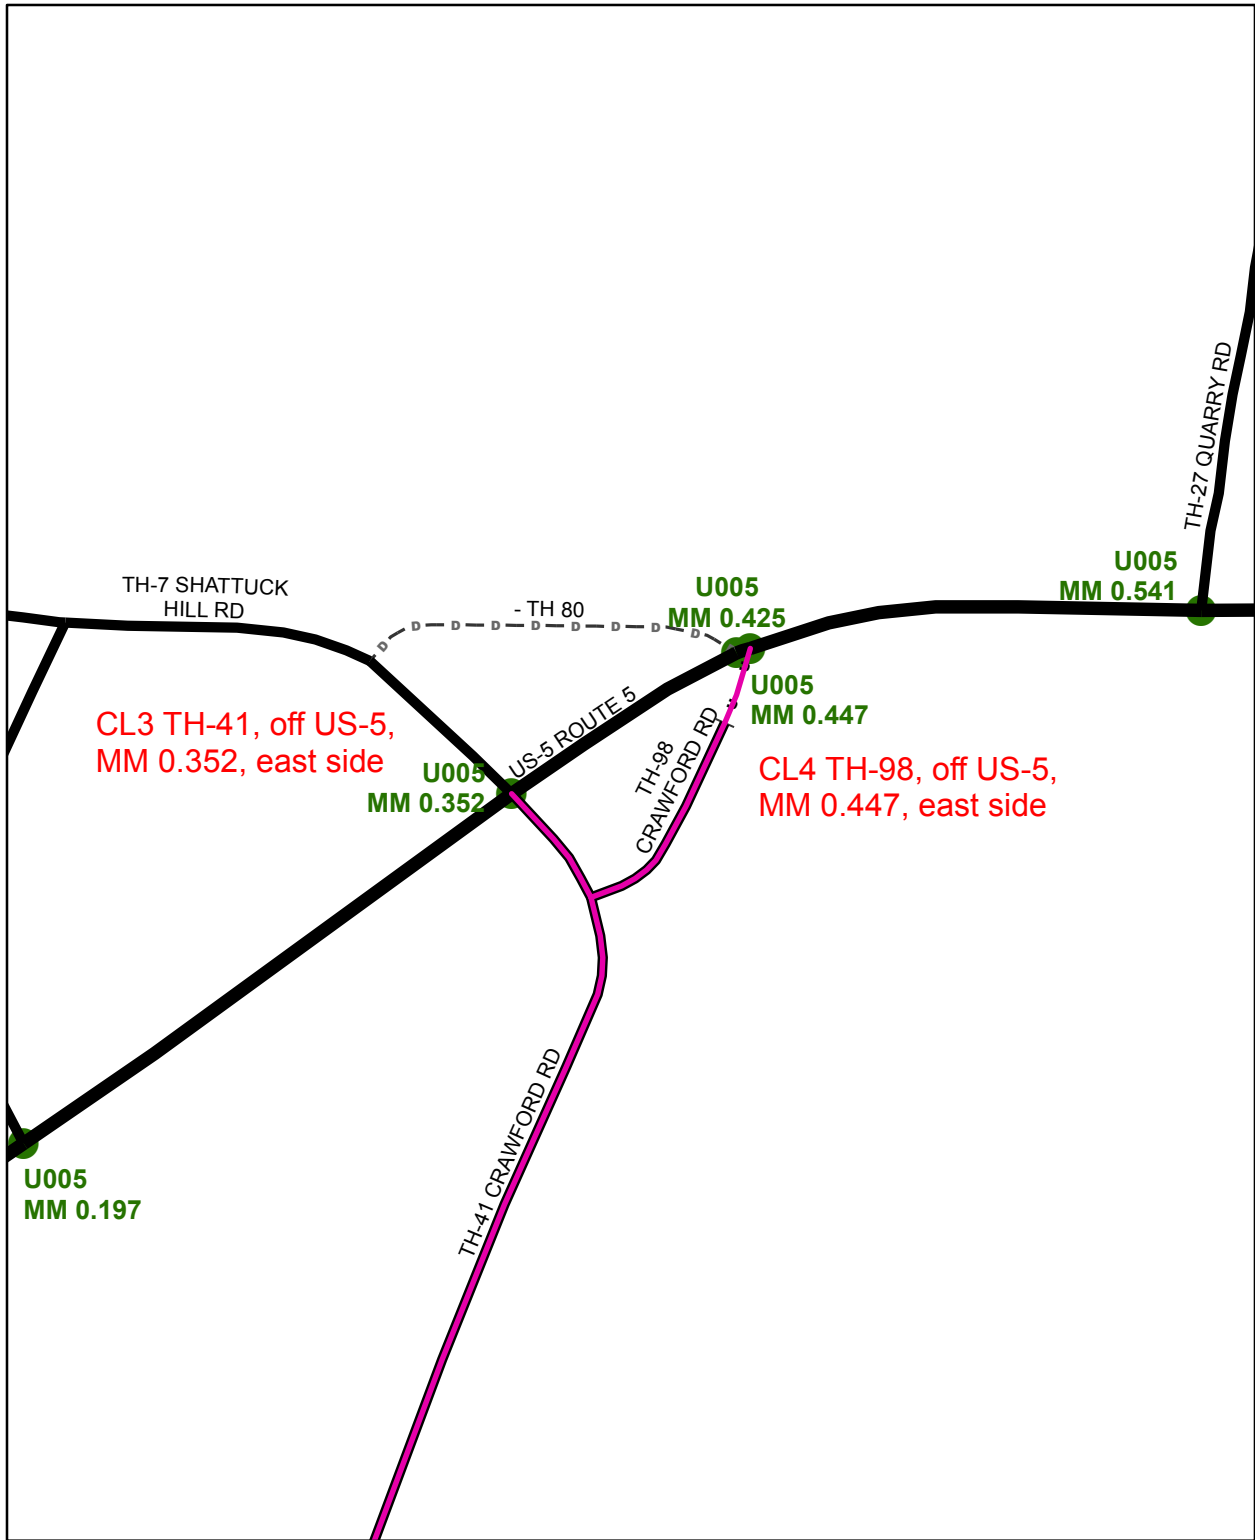 TH-27 QUARRY RD
U005
MM 0.541
TH-7 SHATTUCK
HILL RD
- TH 80
U005
MM 0.425
D D D D D D D D D
U005
MM 0.447
US-5 ROUTE 5
TH-98
CRAWFORD RD
CL3 TH-41, off US-5,
MM 0.352, east side
U005
MM 0.352
CL4 TH-98, off US-5,
MM 0.447, east side
TH-41 CRAWFORD RD
U005
MM 0.197